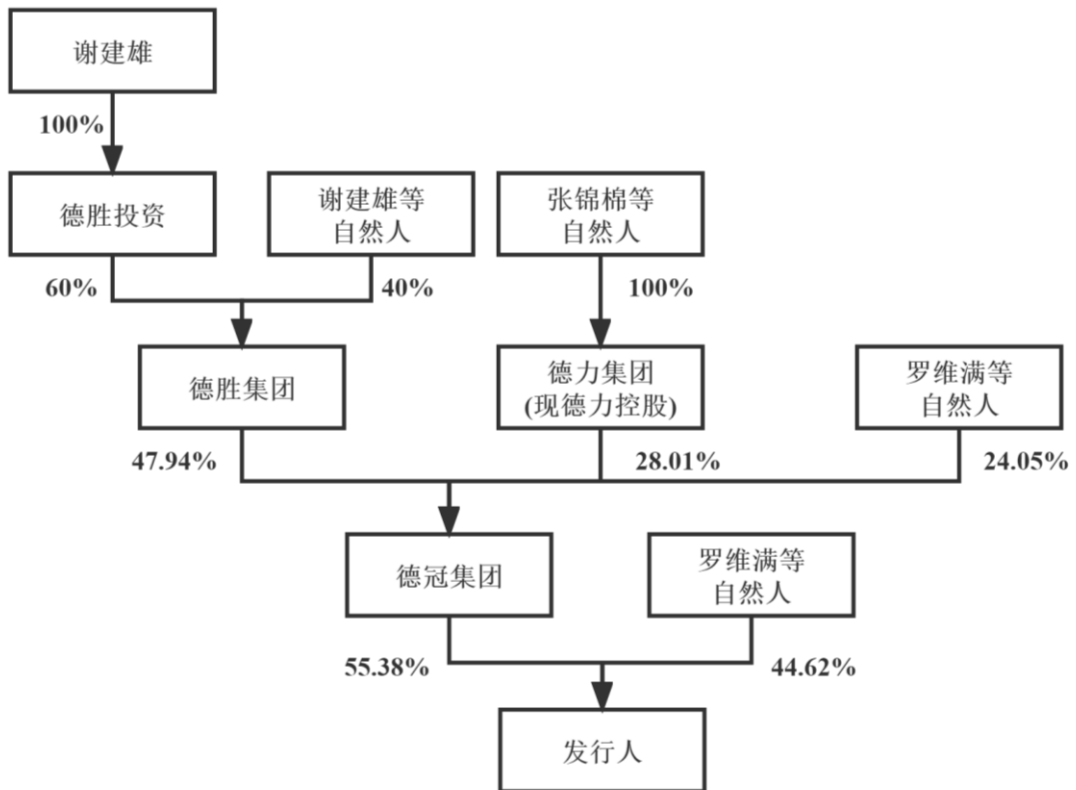 谢建雄
100%
德胜投资
谢建雄等
自然人
张锦棉等
自然人
60%
40%
100%
德胜集团
德力集团
(现德力控股)
罗维满等
自然人
47.94%
28.01%
24.05%
德冠集团
罗维满等
自然人
55.38%
44.62%
发行人